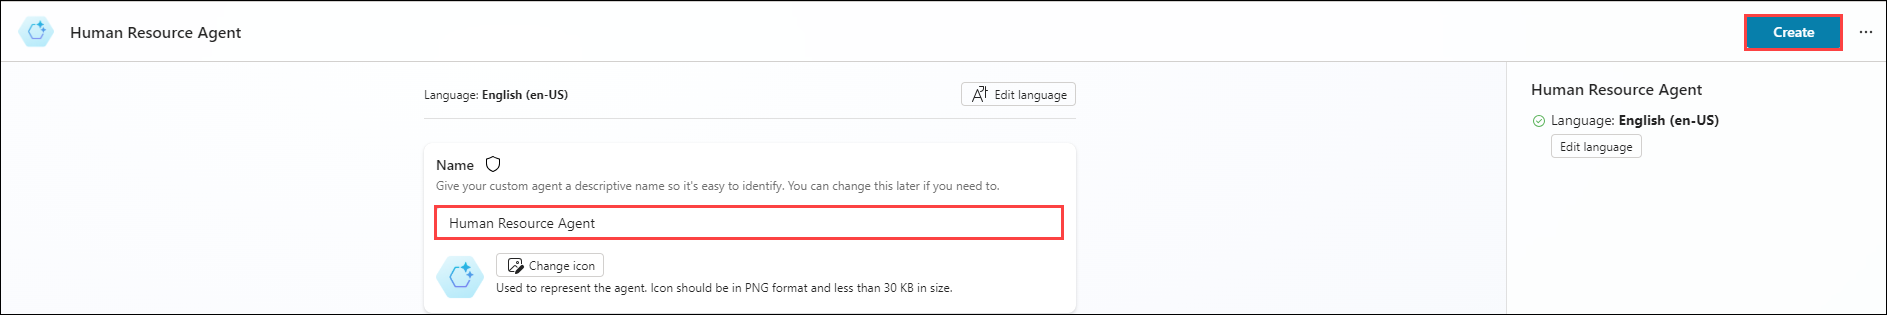 Human Resource Agent
Create
Language: English (en-US)
Edit language
Name
Give your custom agent a descriptive name so it's easy to identify. You can change this later if you need to.
Human Resource Agent
Change icon
Used to represent the agent. Icon should be in PNG format and less than 30 KB in size.
Human Resource Agent
Language: English (en-US)
Edit language